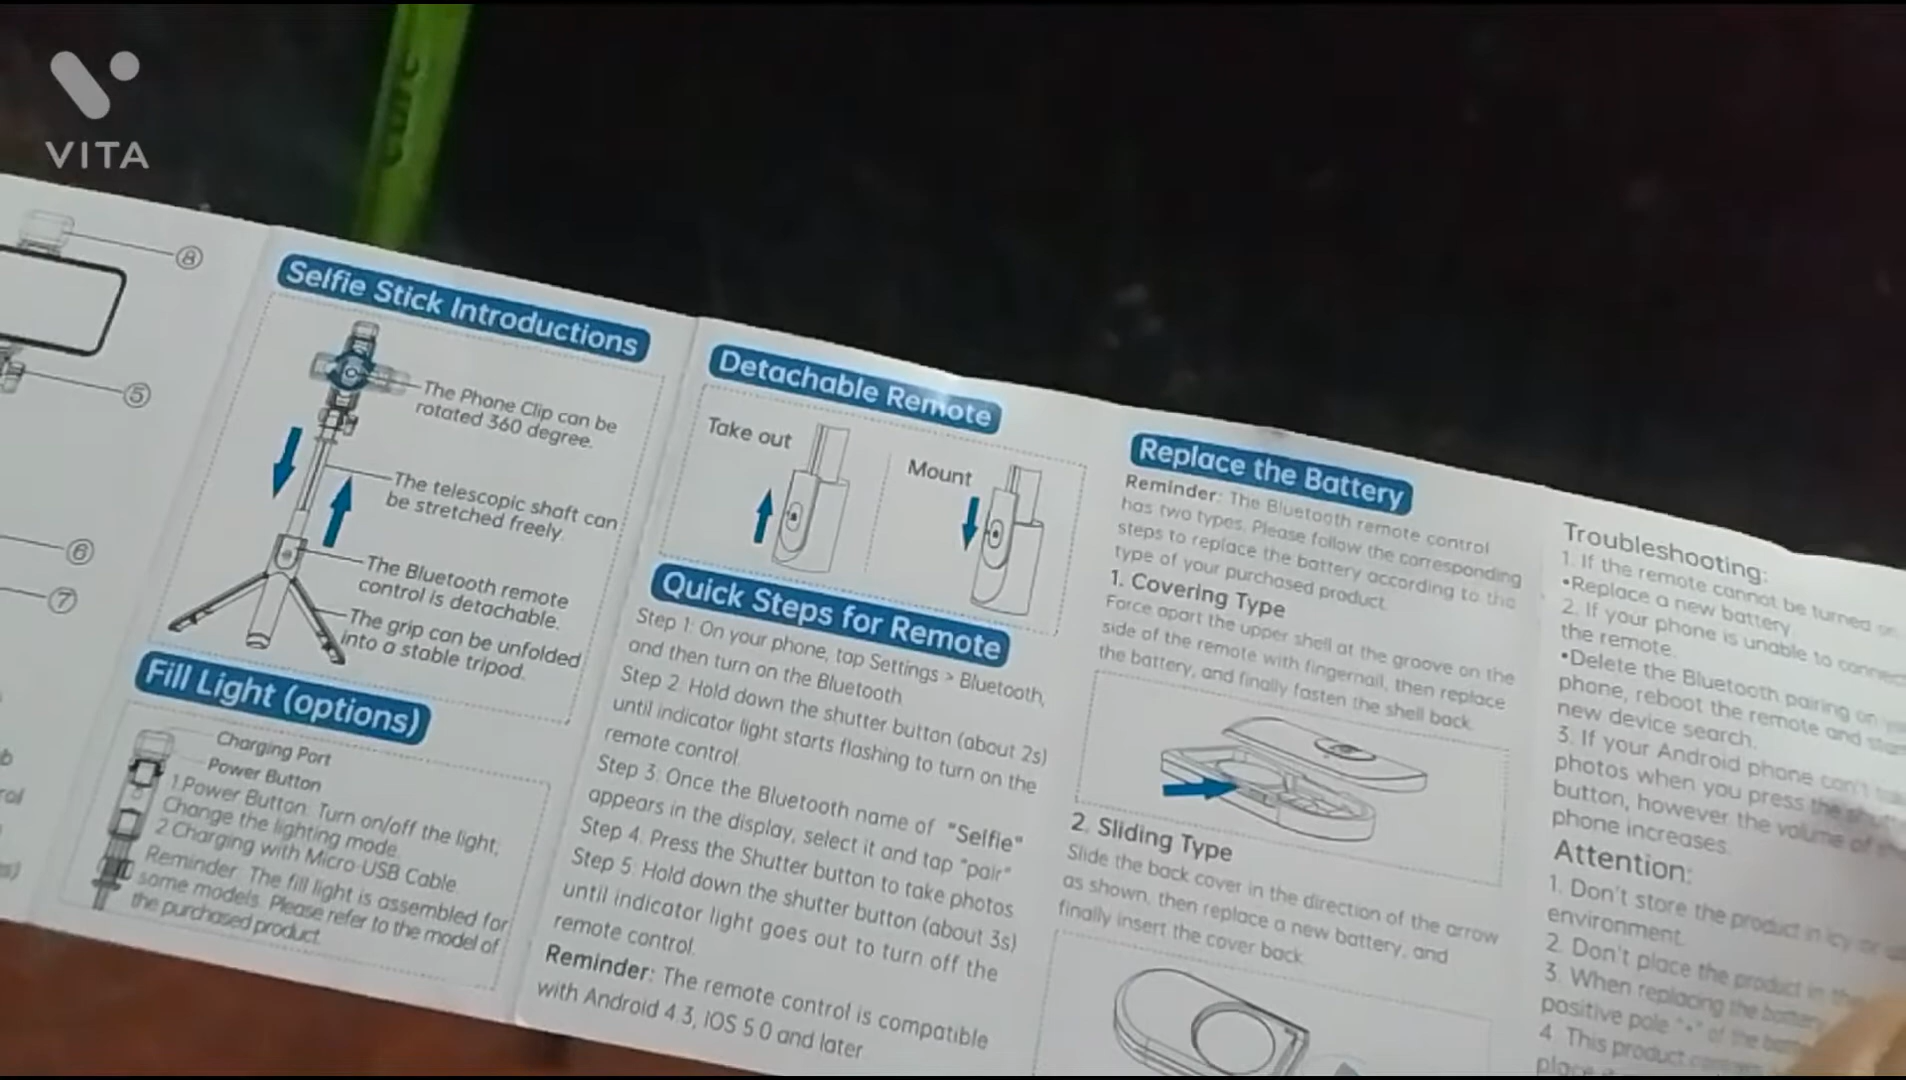 VITA
⑧
⑤
⑥
⑦
Selfie Stick Introductions
The Phone Clip can be
rotated 360 degree.
The telescopic shaft can
be stretched freely.
The Bluetooth remote
control is detachable.
The grip can be unfolded
into a stable tripod.
Fill Light (options)
Charging Port
Power Button
1.Power Button: Turn on/off the light;
Change the lighting mode.
2.Charging with Micro-USB Cable.
Reminder: The fill light is assembled for
some models. Please refer to the model of
the purchased product.
Detachable Remote
Take out
Mount
Quick Steps for Remote
Step 1: On your phone, tap Settings > Bluetooth,
and then turn on the Bluetooth.
Step 2: Hold down the shutter button (about 2s)
until indicator light starts flashing to turn on the
remote control.
Step 3: Once the Bluetooth name of "Selfie"
appears in the display, select it and tap "pair"
Step 4: Press the Shutter button to take photos
Step 5: Hold down the shutter button (about 3s)
until indicator light goes out to turn off the
remote control.
Reminder: The remote control is compatible
with Android 4.3, IOS 5.0 and later
Replace the Battery
Reminder: The Bluetooth remote control
has two types. Please follow the corresponding
steps to replace the battery according to the
type of your purchased product.
1. Covering Type
Force apart the upper shell at the groove on the
side of the remote with fingernail, then replace
the battery, and finally fasten the shell back.
2. Sliding Type
Slide the back cover in the direction of the arrow
as shown, then replace a new battery, and
finally insert the cover back.
Troubleshooting:
1. If the remote cannot be turned on
•Replace a new battery.
2. If your phone is unable to connect
the remote.
•Delete the Bluetooth pairing on
phone, reboot the remote and
new device search.
3. If your Android phone can't
photos when you press the
button, however the volume of
phone increases.
Attention:
1. Don't store the product in icy or
environment.
2. Don't place the product in
3. When replacing the battery
positive pole "+" of the
4. This product
place